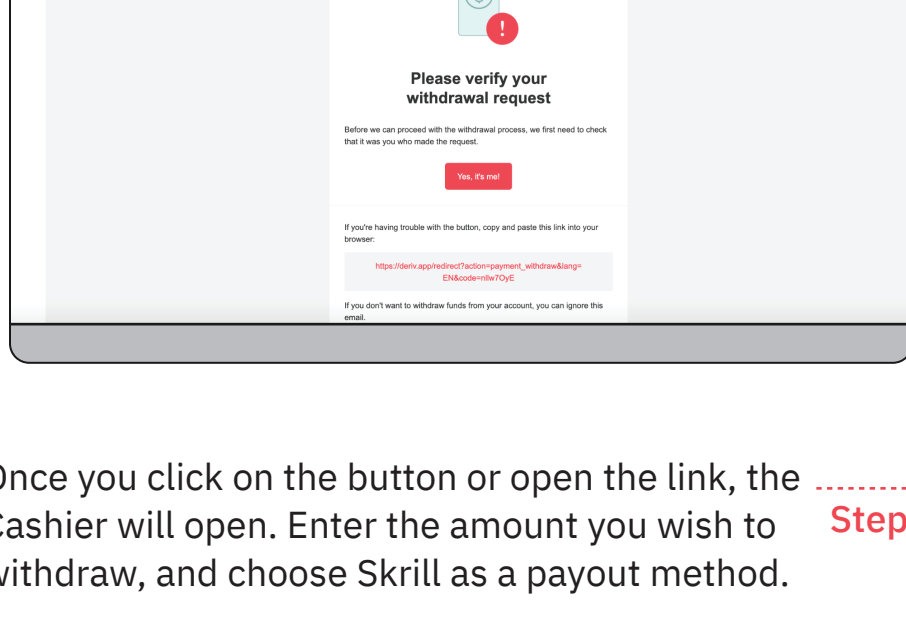 !
Please verify your
withdrawal request
Before we can proceed with the withdrawal process, we first need to check
that it was you who made the request.
Yes, it's me!
If you're having trouble with the button, copy and paste this link into your
browser:
https://deriv.app/redirect?action=payment_withdraw&lang=
EN&code=nllw7OyE
If you don't want to withdraw funds from your account, you can ignore this
email.
Once you click on the button or open the link, the
Cashier will open. Enter the amount you wish to
withdraw, and choose Skrill as a payout method.
Step